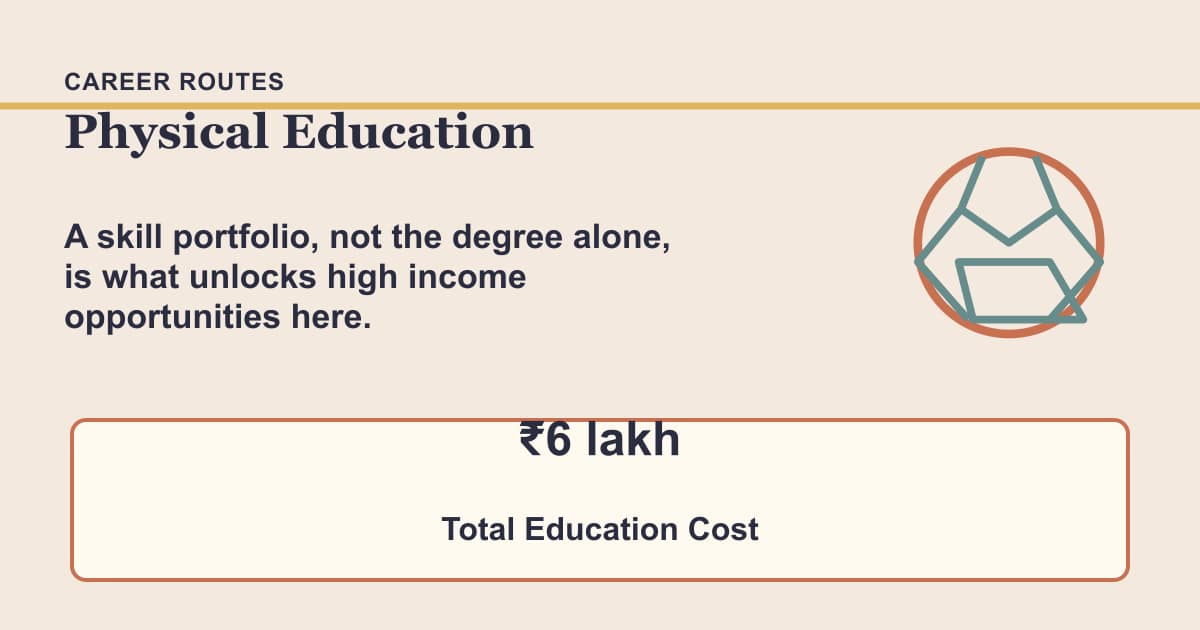 CAREER ROUTES
Physical Education
A skill portfolio, not the degree alone,
is what unlocks high income
opportunities here.
₹6 lakh
Total Education Cost